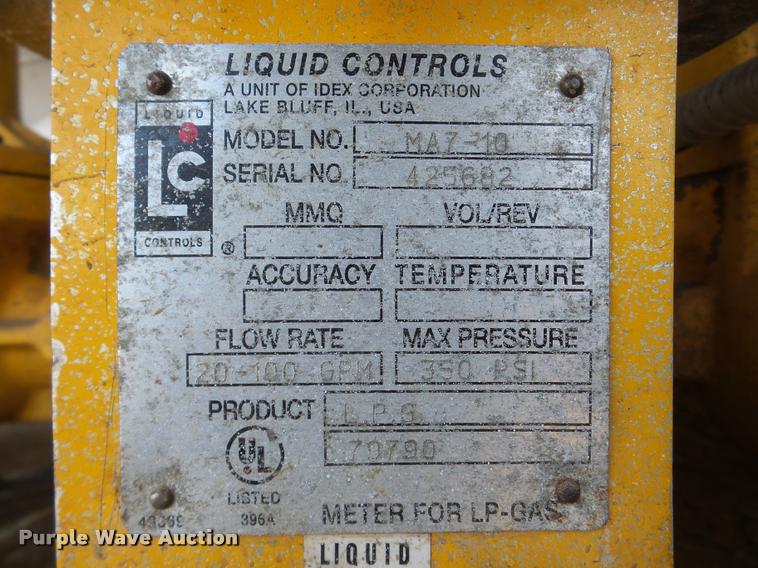 LIQUID CONTROLS
A UNIT OF IDEX CORPORATION
LAKE BLUFF, IL, USA
LIQUID
LC
CONTROLS
®
MODEL NO. MA7-10
SERIAL NO 425682
MMQ VOL/REV
ACCURACY TEMPERATURE
FLOW RATE MAX PRESSURE
20-100 GPM 350 PSI
PRODUCT L.P.G.
70790
UL
LISTED
396A
METER FOR LP-GAS
LIQUID
Purple Wave Auction